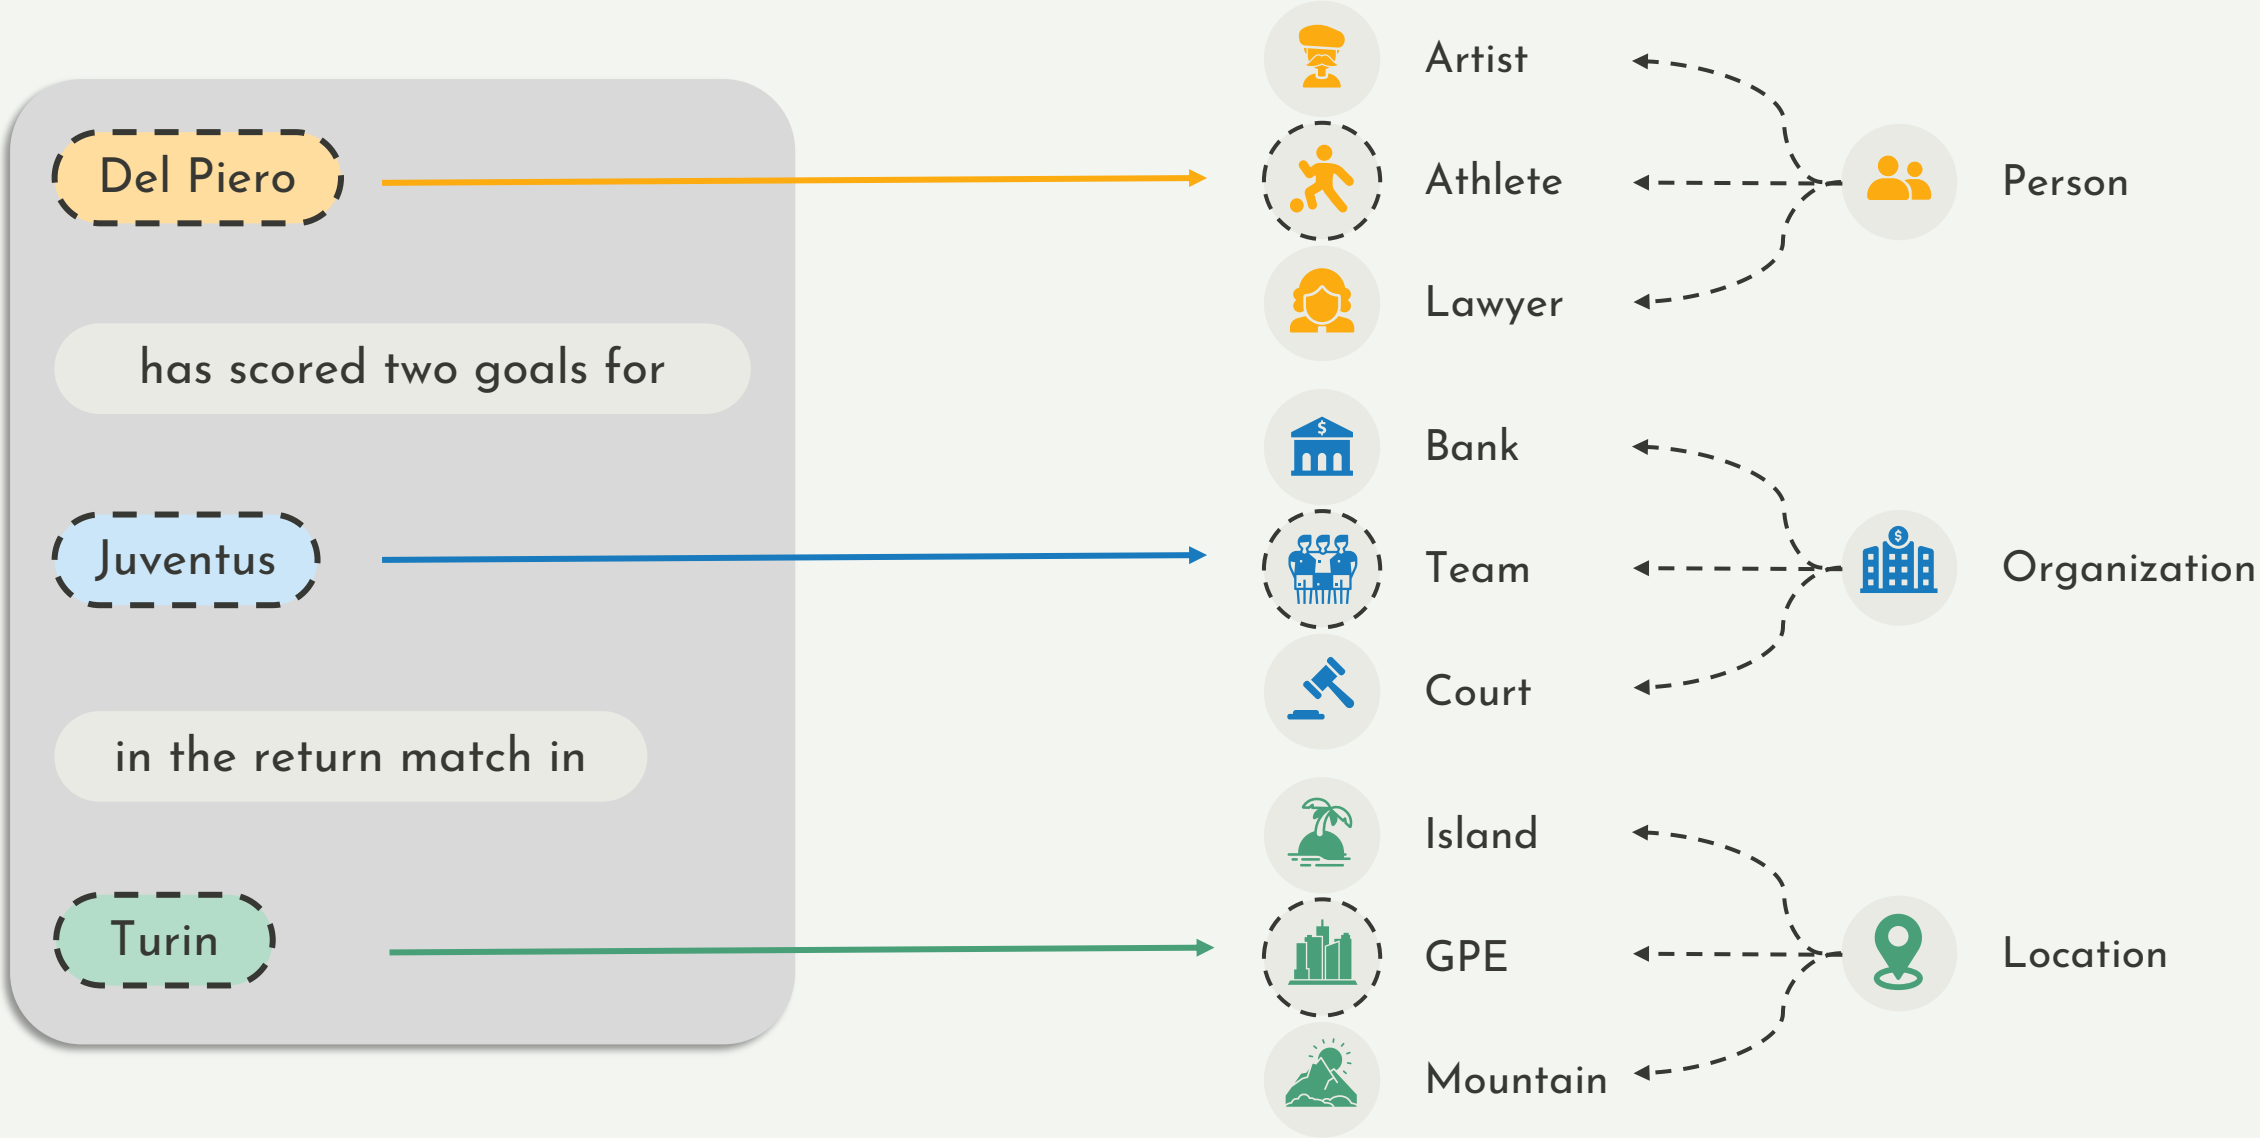 Del Piero
has scored two goals for
Juventus
in the return match in
Turin
Artist
Athlete
Lawyer
Person
Bank
Team
Court
Organization
Island
GPE
Mountain
Location